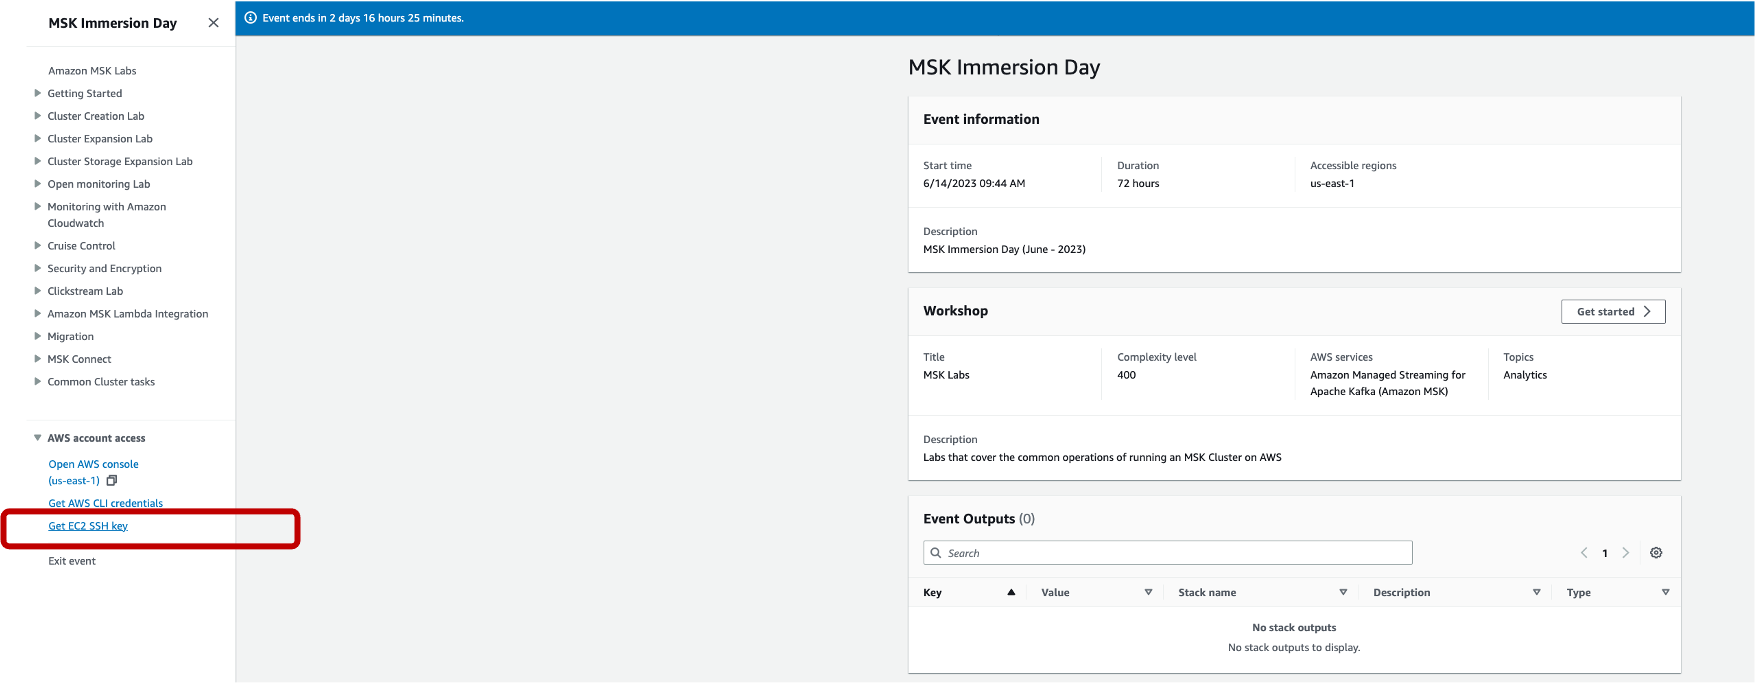 MSK Immersion Day
Amazon MSK Labs
Getting Started
Cluster Creation Lab
Cluster Expansion Lab
Cluster Storage Expansion Lab
Open monitoring Lab
Monitoring with Amazon
Cloudwatch
Cruise Control
Security and Encryption
Clickstream Lab
Amazon MSK Lambda Integration
Migration
MSK Connect
Common Cluster tasks
AWS account access
Open AWS console
(us-east-1)
Get AWS CLI credentials
Get EC2 SSH key
Exit event
Event ends in 2 days 16 hours 25 minutes.
MSK Immersion Day
Event information
Start time
6/14/2023 09:44 AM
Duration
72 hours
Accessible regions
us-east-1
Description
MSK Immersion Day (June - 2023)
Workshop
Get started
Title
MSK Labs
Complexity level
400
AWS services
Amazon Managed Streaming for
Apache Kafka (Amazon MSK)
Topics
Analytics
Description
Labs that cover the common operations of running an MSK Cluster on AWS
Event Outputs (0)
Search
1
Key Value Stack name Description Type
No stack outputs
No stack outputs to display.